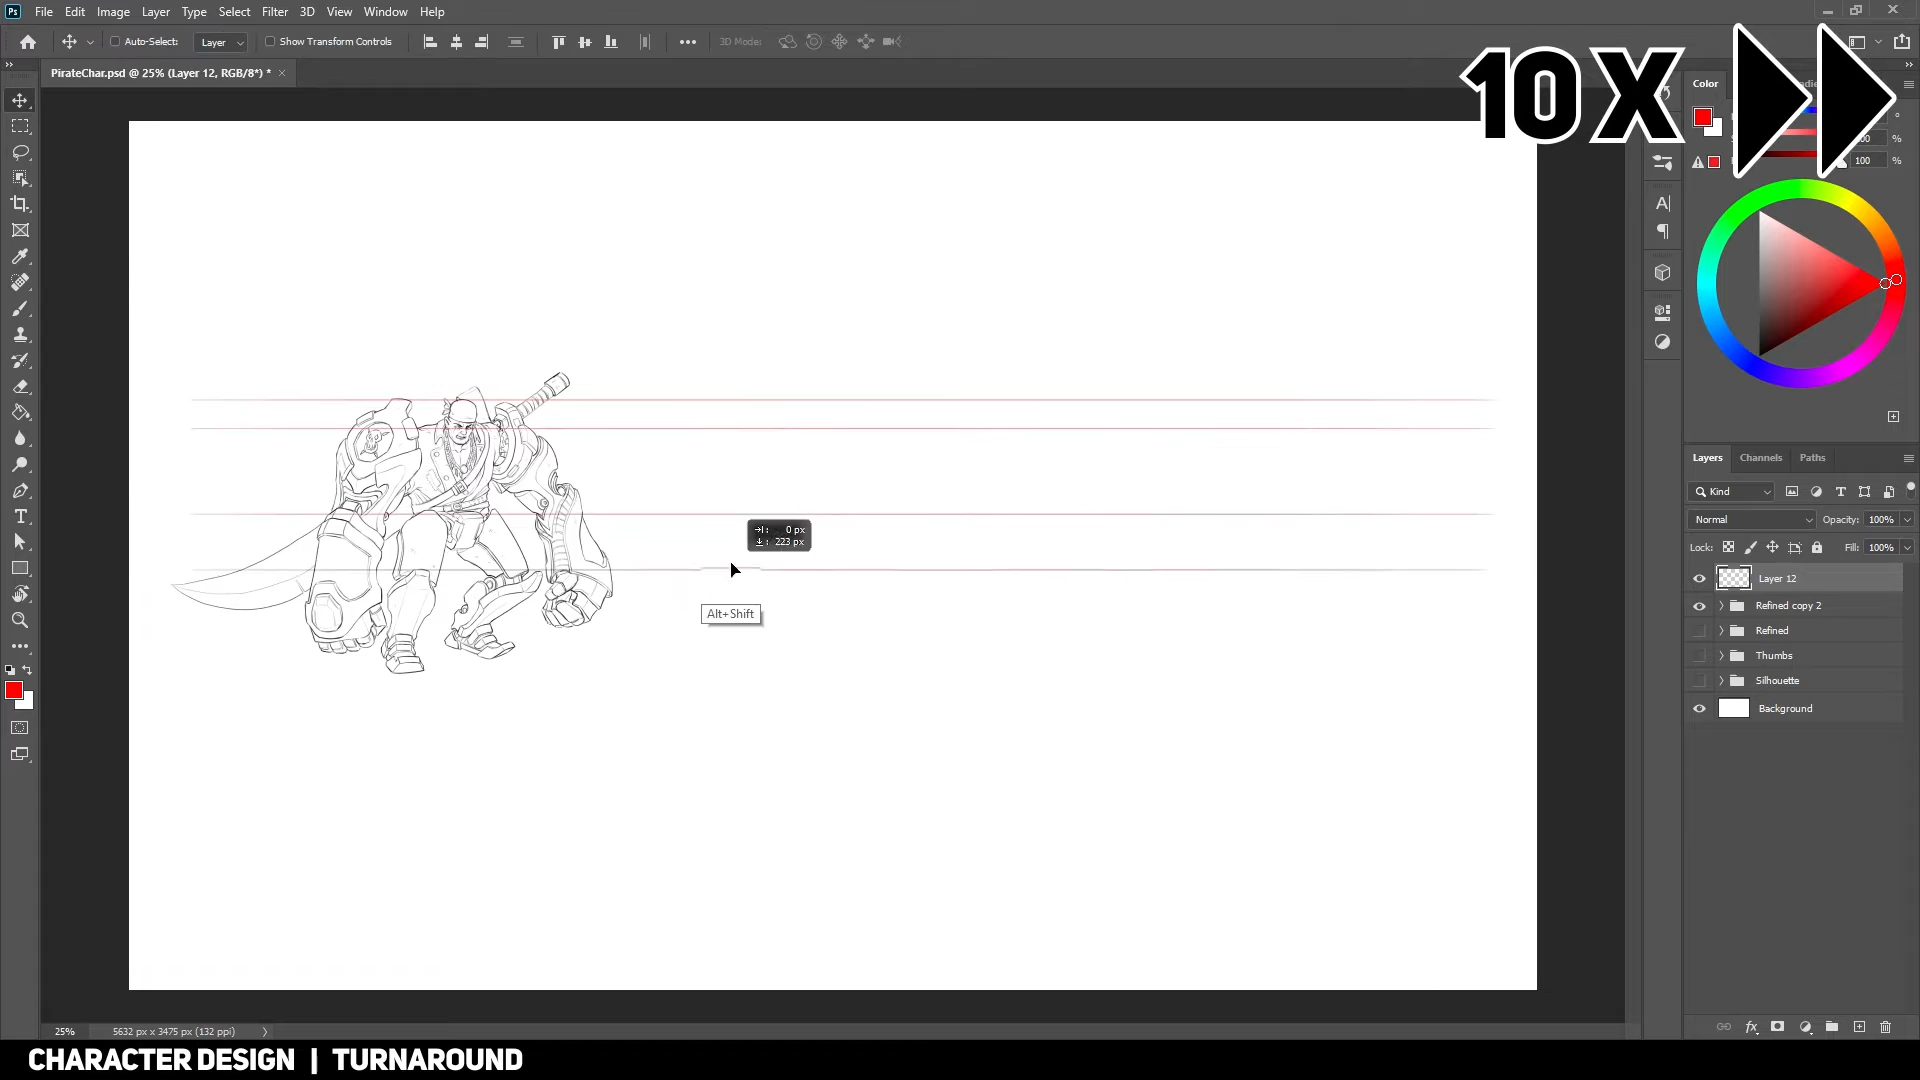 Ps File Edit Image Layer Type Select Filter 3D View Window Help
Auto-Select: Layer Show Transform Controls 3D Mode:
PirateChar.psd @ 25% (Layer 12, RGB/8*) * ×
10X
Color
100 %
100 %
0 px
223 px
Alt+Shift
Layers Channels Paths
Kind
Normal Opacity: 100%
Lock: Fill: 100%
Layer 12
Refined copy 2
Refined
Thumbs
Silhouette
Background
25% 5632 px x 3475 px (132 ppi)
CHARACTER DESIGN | TURNAROUND